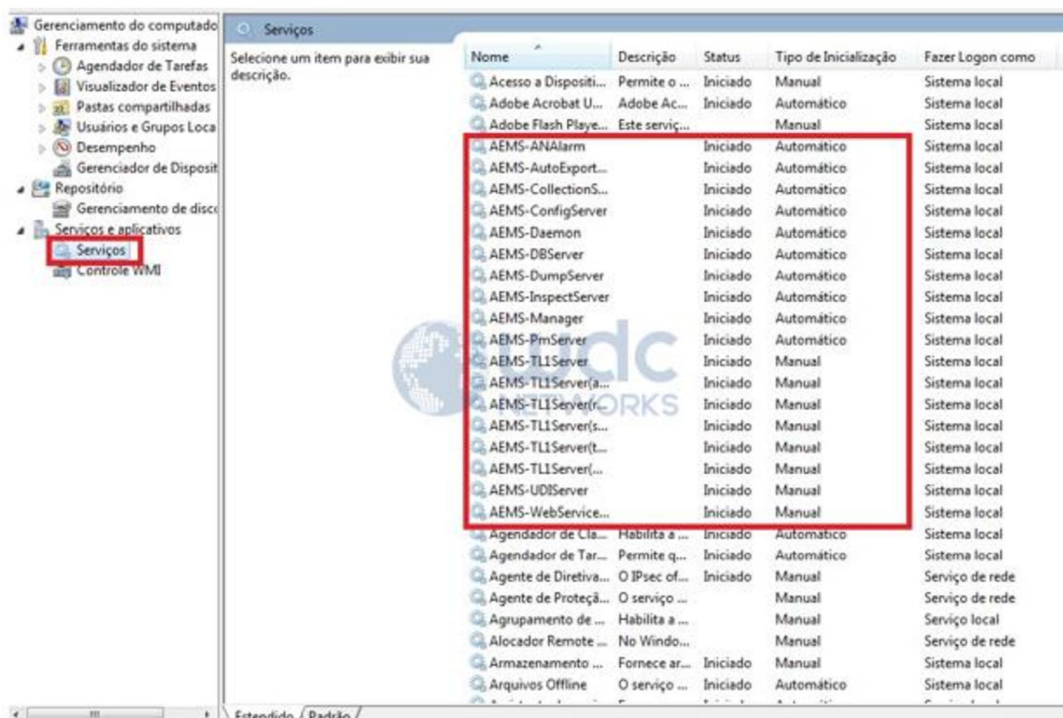 Gerenciamento do computado
Ferramentas do sistema
Agendador de Tarefas
Visualizador de Eventos
Pastas compartilhadas
Usuários e Grupos Loca
Desempenho
Gerenciador de Disposit
Repositório
Gerenciamento de disco
Serviços e aplicativos
Serviços
Controle WMI
Serviços
Selecione um item para exibir sua
descrição.
Nome Descrição Status Tipo de Inicialização Fazer Logon como
Acesso a Dispositi... Permite o ... Iniciado Manual Sistema local
Adobe Acrobat U... Adobe Ac... Iniciado Automático Sistema local
Adobe Flash Playe... Este serviç... Manual Sistema local
AEMS-ANAlarm Iniciado Automático Sistema local
AEMS-AutoExport... Iniciado Automático Sistema local
AEMS-CollectionS... Iniciado Automático Sistema local
AEMS-ConfigServer Iniciado Automático Sistema local
AEMS-Daemon Iniciado Automático Sistema local
AEMS-DBServer Iniciado Automático Sistema local
AEMS-DumpServer Iniciado Automático Sistema local
AEMS-InspectServer Iniciado Automático Sistema local
AEMS-Manager Iniciado Automático Sistema local
AEMS-PmServer Iniciado Automático Sistema local
AEMS-TL1Server Iniciado Manual Sistema local
AEMS-TL1Server(a... Iniciado Manual Sistema local
AEMS-TL1Server(r... Iniciado Manual Sistema local
AEMS-TL1Server(s... Iniciado Manual Sistema local
AEMS-TL1Server(t... Iniciado Manual Sistema local
AEMS-TL1Server(... Iniciado Manual Sistema local
AEMS-UDIServer Iniciado Manual Sistema local
AEMS-WebService... Iniciado Manual Sistema local
Agendador de Cla... Habilita a ... Iniciado Automático Sistema local
Agendador de Tar... Permite q... Iniciado Automático Sistema local
Agente de Diretiva... O IPsec of... Iniciado Manual Serviço de rede
Agente de Proteçã... O serviço ... Manual Serviço de rede
Agrupamento de ... Habilita a ... Manual Serviço local
Alocador Remote ... No Windo... Manual Serviço de rede
Armazenamento ... Fornece ar... Iniciado Manual Sistema local
Arquivos Offline O serviço ... Iniciado Automático Sistema local
wdc
NETWORKS
Estendido Padrão